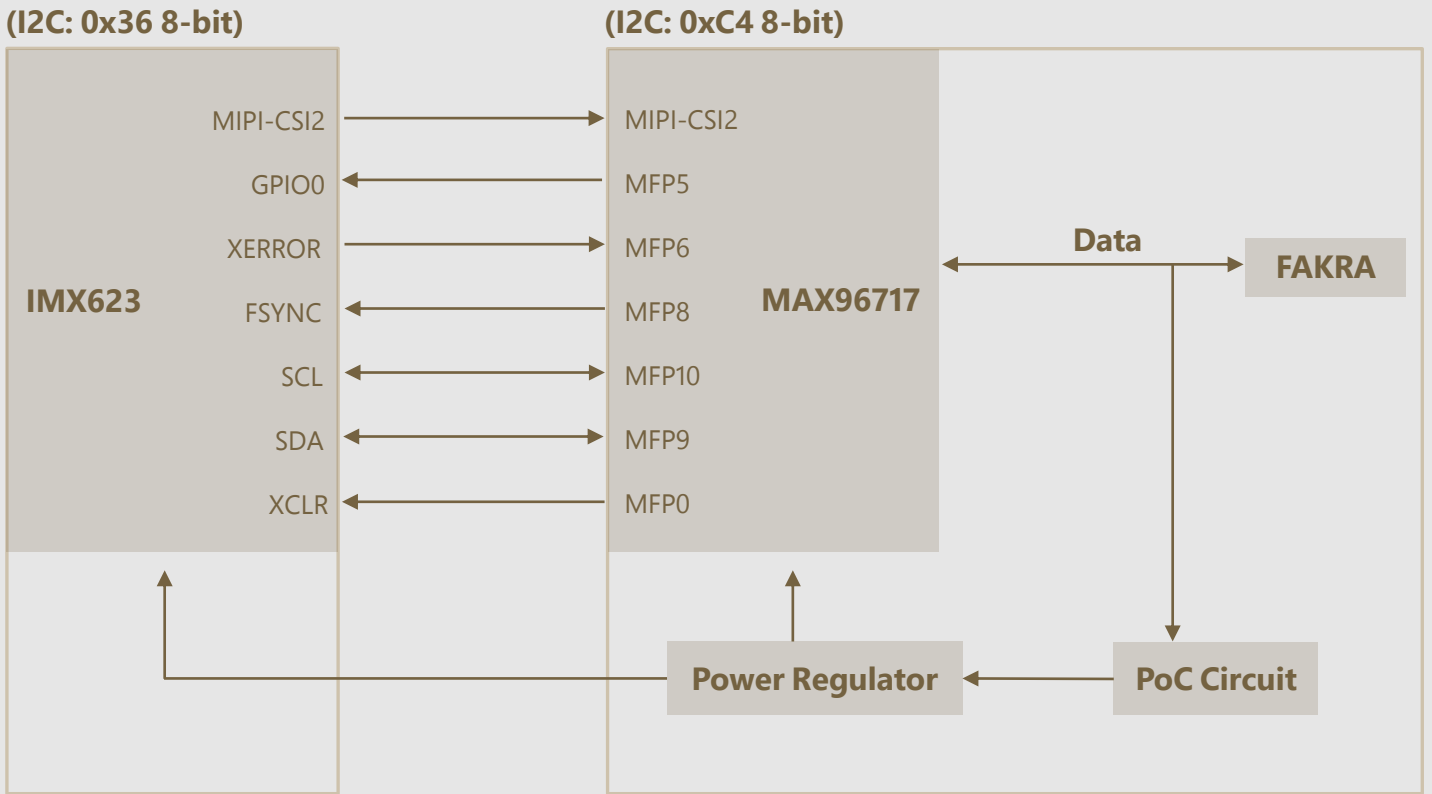 (I2C: 0x36 8-bit)
(I2C: 0xC4 8-bit)
MIPI-CSI2
MIPI-CSI2
GPIO0
MFP5
XERROR
MFP6
Data
FAKRA
IMX623
FSYNC
MFP8
MAX96717
SCL
MFP10
SDA
MFP9
XCLR
MFP0
Power Regulator
PoC Circuit